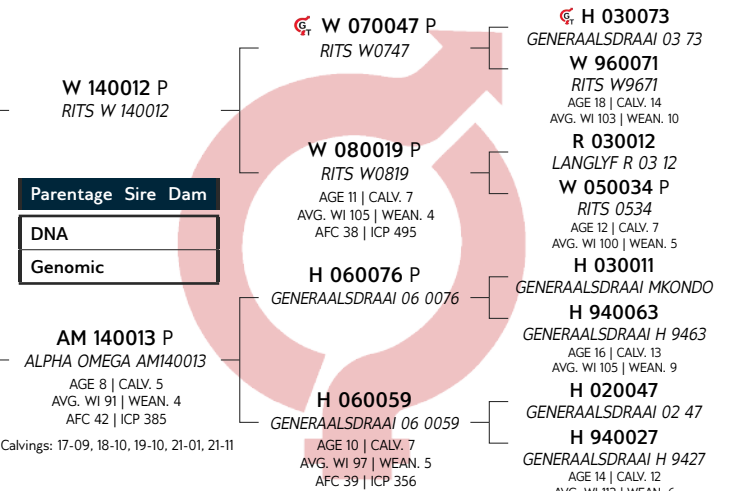 W 140012 P
RITS W 140012
Parentage Sire Dam
DNA
Genomic
AM 140013 P
ALPHA OMEGA AM140013
AGE 8 | CALV. 5
AVG. WI 91 | WEAN. 4
AFC 42 | ICP 385
Calvings: 17-09, 18-10, 19-10, 21-01, 21-11
GT W 070047 P
RITS W0747
W 080019 P
RITS W0819
AGE 11 | CALV. 7
AVG. WI 105 | WEAN. 4
AFC 38 | ICP 495
H 060076 P
GENERAALSDRAAI 06 0076
H 060059
GENERAALSDRAAI 06 0059
AGE 10 | CALV. 7
AVG. WI 97 | WEAN. 5
AFC 39 | ICP 356
GT H 030073
GENERAALSDRAAI 03 73
W 960071
RITS W9671
AGE 18 | CALV. 14
AVG. WI 103 | WEAN. 10
R 030012
LANGLYF R 03 12
W 050034 P
RITS 0534
AGE 12 | CALV. 7
AVG. WI 100 | WEAN. 5
H 030011
GENERAALSDRAAI MKONDO
H 940063
GENERAALSDRAAI H 9463
AGE 16 | CALV. 13
AVG. WI 105 | WEAN. 9
H 020047
GENERAALSDRAAI 02 47
H 940027
GENERAALSDRAAI H 9427
AGE 14 | CALV. 12